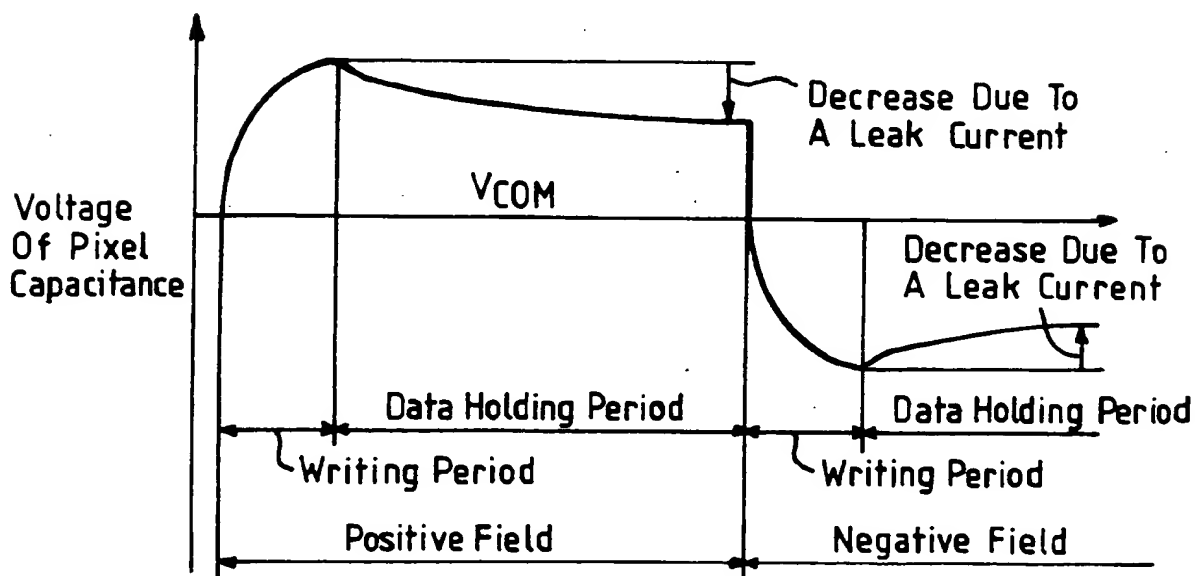 Decrease Due To
A Leak Current
VCOM
Voltage
Of Pixel
Capacitance
Decrease Due To
A Leak Current
Data Holding Period
Data Holding Period
Writing Period
Writing Period
Positive Field
Negative Field